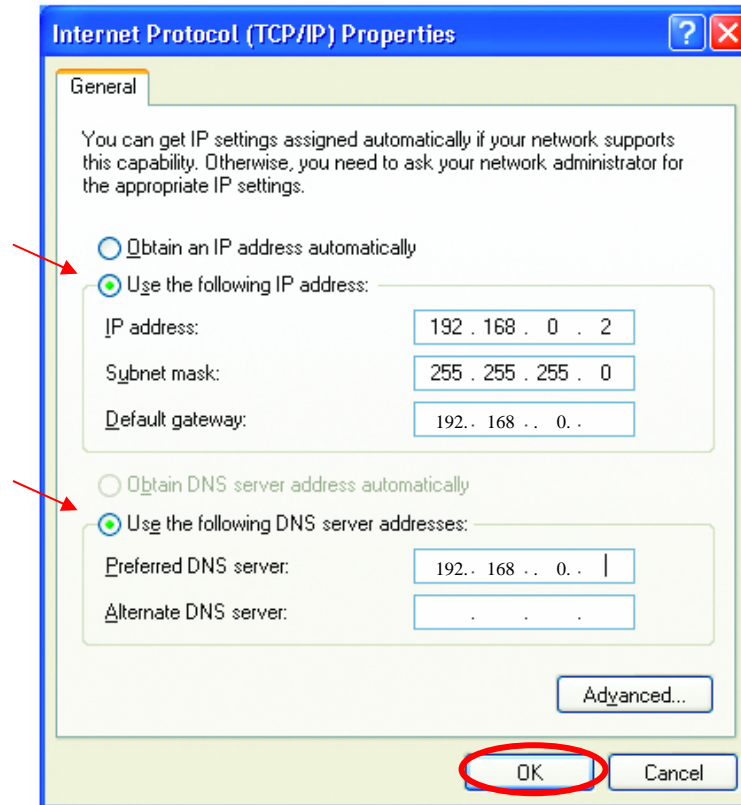 Internet Protocol (TCP/IP) Properties
General
You can get IP settings assigned automatically if your network supports
this capability. Otherwise, you need to ask your network administrator for
the appropriate IP settings.
Obtain an IP address automatically
Use the following IP address:
IP address: 192 . 168 . 0 . 2
Subnet mask: 255 . 255 . 255 . 0
Default gateway: 192. . 168 . . 0. .
Obtain DNS server address automatically
Use the following DNS server addresses:
Preferred DNS server: 192. . 168 . . 0. .
Alternate DNS server: . . .
Advanced...
OK Cancel